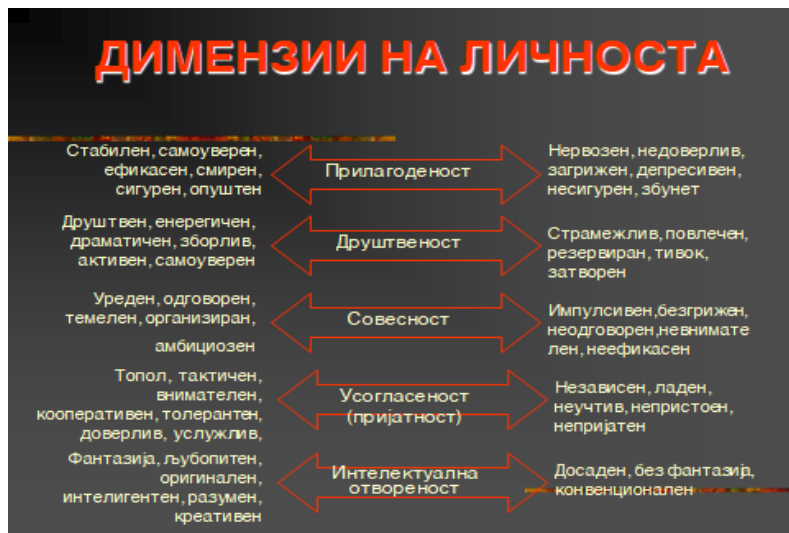 ДИМЕНЗИИ НА ЛИЧНОСТА
Стабилен, самоуверен,
ефикасен, смирен,
сигурен, опуштен
Прилагоденост
Нервозен, недоверлив,
загрижен, депресивен,
несигурен, збунет
Друштвен, енерегичен,
драматичен, зборлив,
активен, самоуверен
Друштвеност
Страмежлив, повлечен,
резервиран, тивок,
затворен
Уреден, одговорен,
темелен, организиран,
амбициозен
Совесност
Импулсивен,безгрижен,
неодговорен,невнимате
лен, неефикасен
Топол, тактичен,
внимателен,
кооперативен, толерантен,
доверлив, услужлив,
Усогласеност
(пријатност)
Независен, ладен,
неучтив, непристоен,
непријатен
Фантазија, љубопитен,
оригинален,
интелигентен, разумен,
креативен
Интелектуална
отвореност
Досаден, без фантазија,
конвенционален